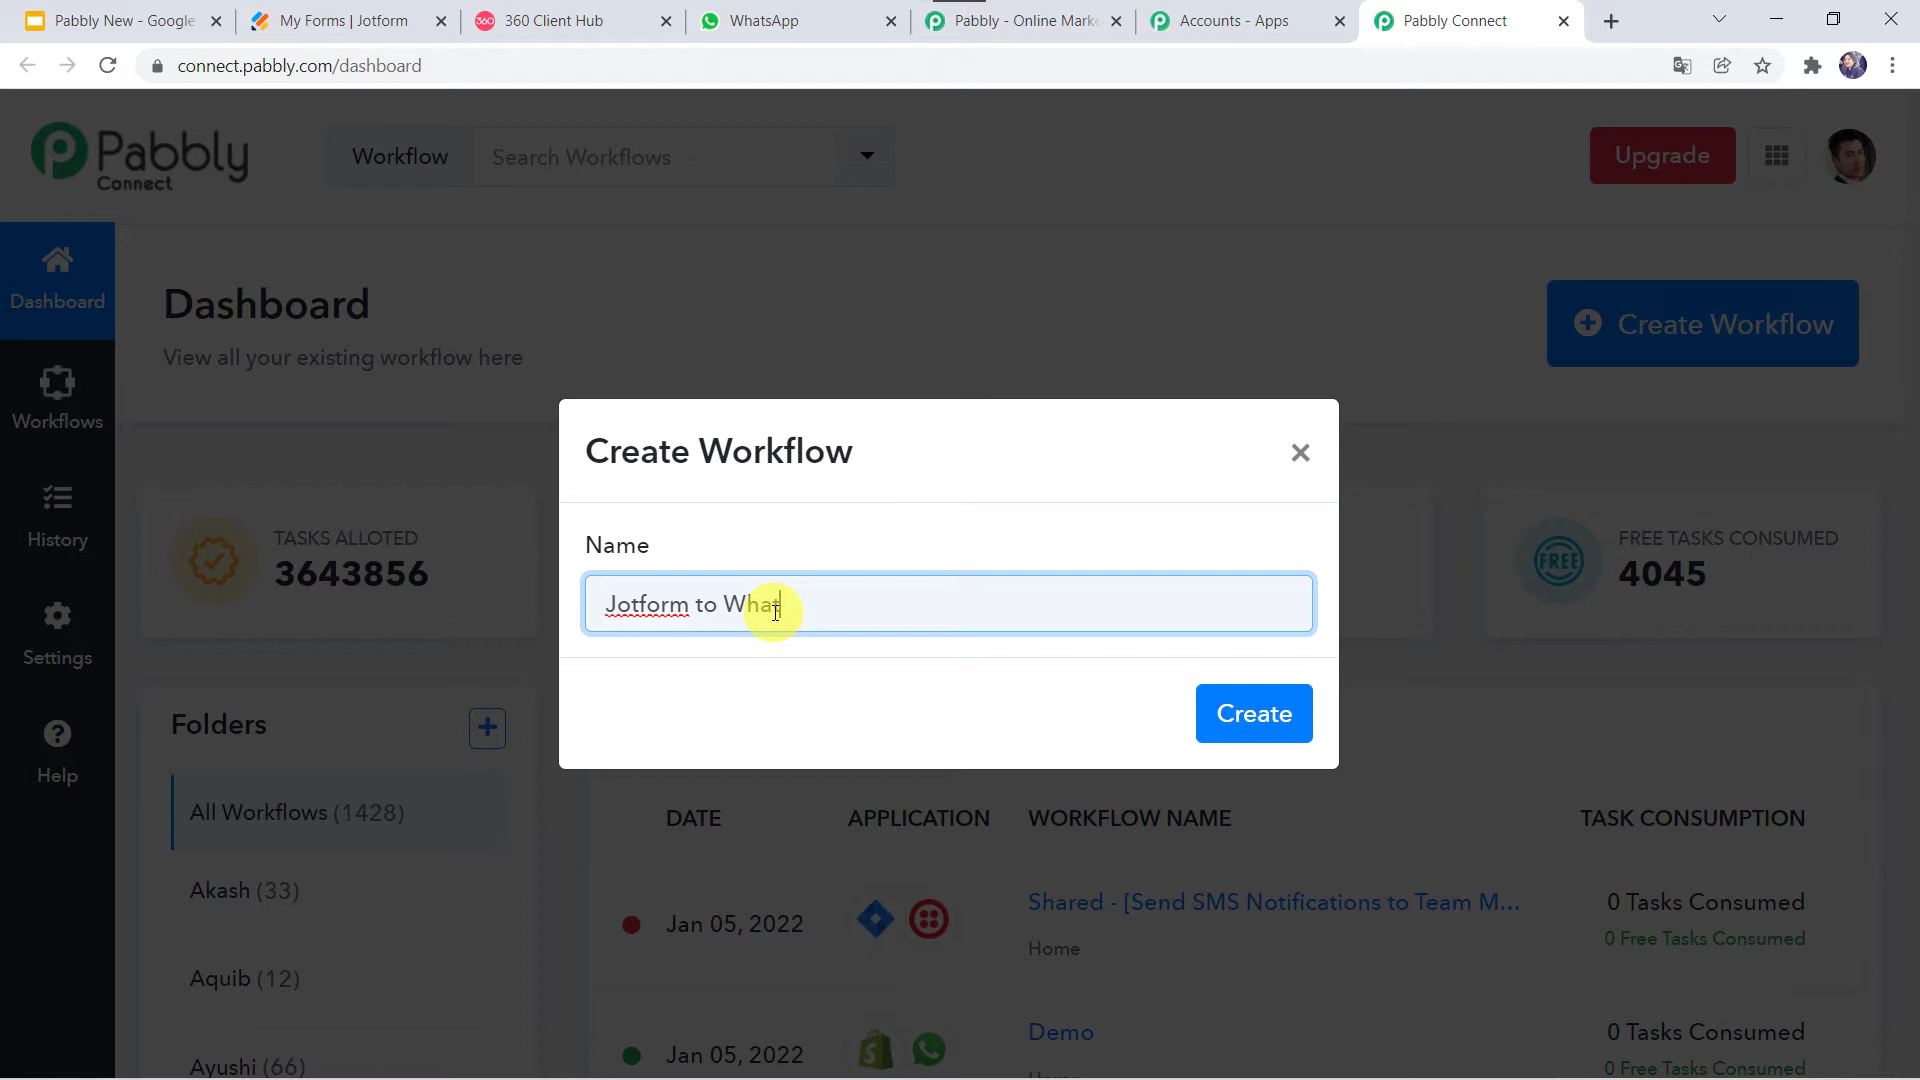 Pabbly New - Google
My Forms | Jotform
360 Client Hub
WhatsApp
Pabbly - Online Marke
Accounts - Apps
Pabbly Connect
connect.pabbly.com/dashboard
Pabbly
Connect
Workflow
Search Workflows
Upgrade
Dashboard
Workflows
History
Settings
Help
Dashboard
View all your existing workflow here
Create Workflow
Create Workflow
Name
Jotform to What
Create
TASKS ALLOTED
3643856
FREE
FREE TASKS CONSUMED
4045
Folders
All Workflows (1428)
Akash (33)
Aquib (12)
Ayushi (66)
DATE
APPLICATION
WORKFLOW NAME
TASK CONSUMPTION
Jan 05, 2022
Shared - [Send SMS Notifications to Team M...
Home
0 Tasks Consumed
0 Free Tasks Consumed
Jan 05, 2022
Demo
Home
0 Tasks Consumed
0 Free Tasks Consumed